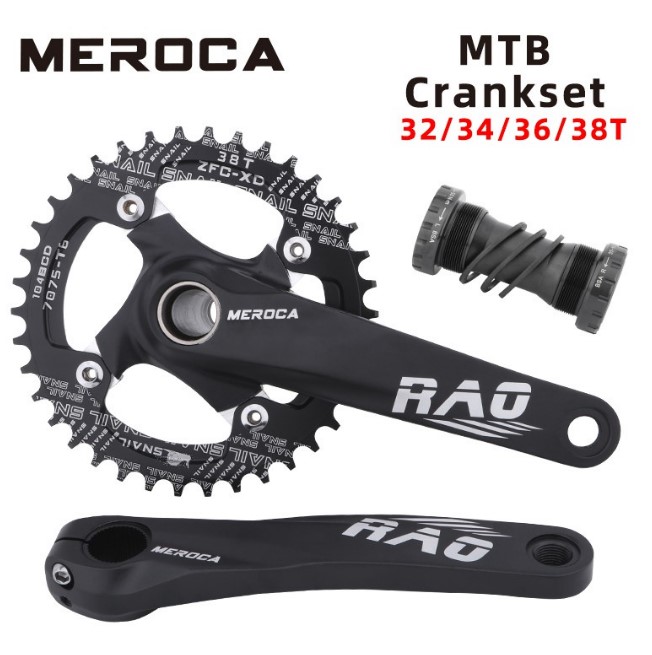 MEROCA
MTB
Crankset
32/34/36/38T
38T
ZFC-XD
SNAIL SNAIL SNAIL SNAIL
104BCD
7075-T6
MEROCA
RAO
BSA R
SNAIL SNAIL SNAIL SNAIL
SNAIL
MEROCA
RAO